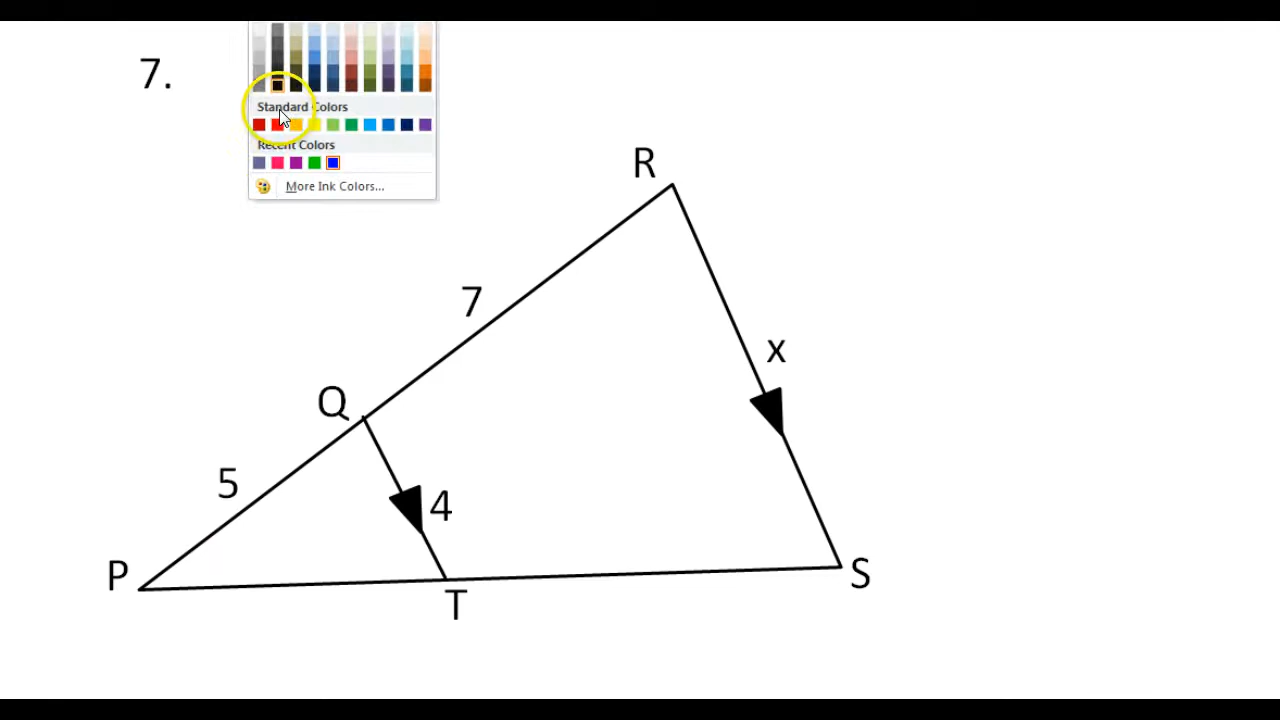 7.
Standard Colors
Recent Colors
More Ink Colors...
R
7
x
Q
5
4
P
S
T